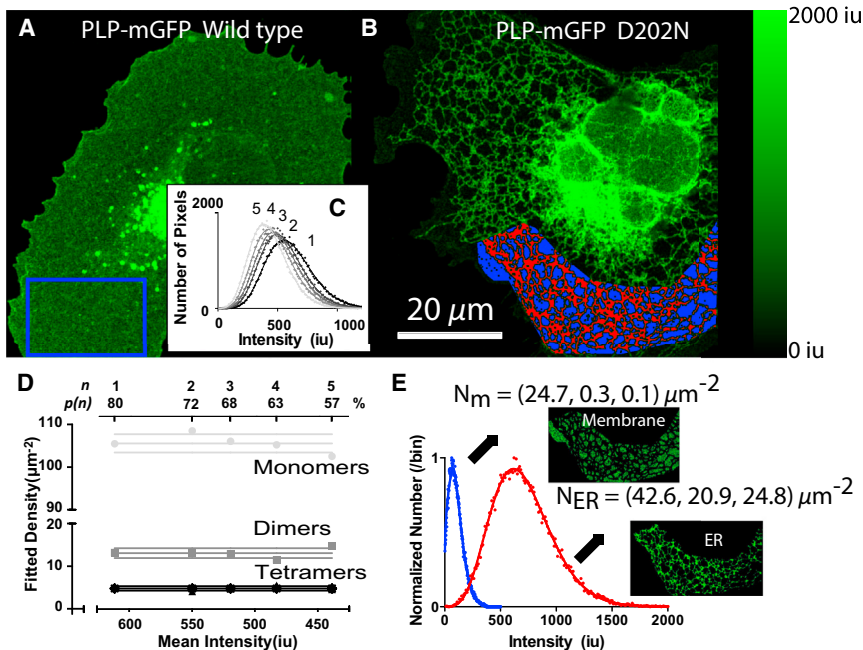 A PLP-mGFP Wild type
B PLP-mGFP D202N
2000 iu
0 iu
20 µm
C
Number of Pixels
2000
0
5 4 3 2 1
0 500 1000
Intensity (iu)
D
n 1 2 3 4 5
p(n) 80 72 68 63 57 %
Fitted Density(µm-2)
110
100
90
20
10
0
Monomers
Dimers
Tetramers
600 550 500 450
Mean Intensity(iu)
E
Nm = (24.7, 0.3, 0.1) µm-2
Membrane
NER = (42.6, 20.9, 24.8) µm-2
ER
Normalized Number (/bin)
1
0
0 500 1000 1500 2000
Intensity (iu)